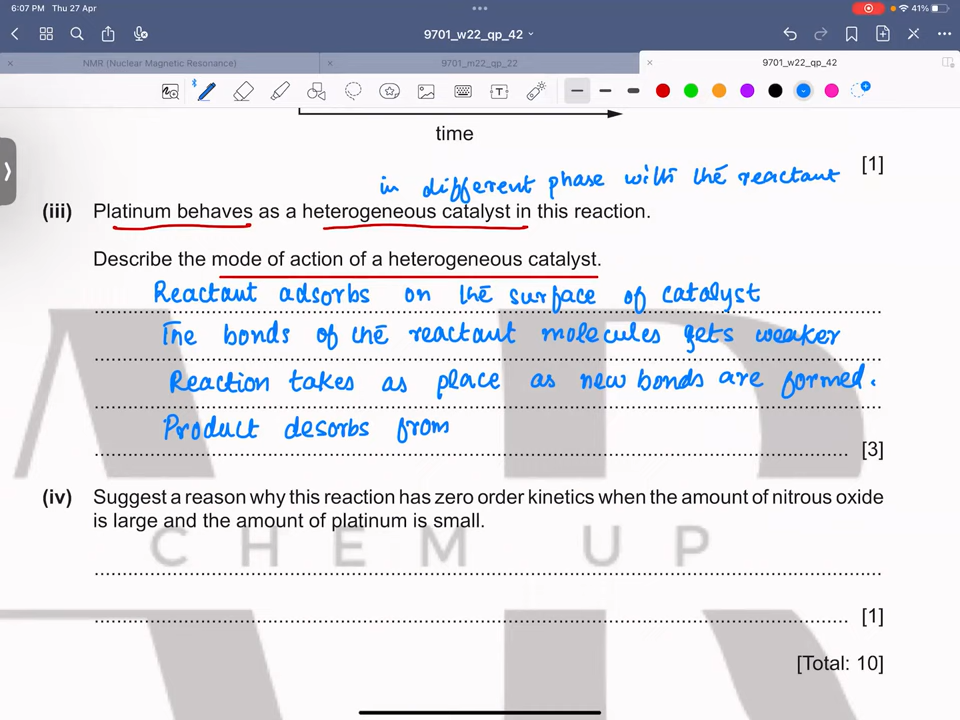 6:07 PM Thu 27 Apr
41%
9701_w22_qp_42
NMR (Nuclear Magnetic Resonance)
9701_m22_qp_22
9701_w22_qp_42
time
[1]
in different phase with the reactant
(iii) Platinum behaves as a heterogeneous catalyst in this reaction.
Describe the mode of action of a heterogeneous catalyst.
Reactant adsorbs on the surface of catalyst
The bonds of the reactant molecules gets weaker
Reaction takes as place as new bonds are formed.
Product desorbs from
[3]
(iv) Suggest a reason why this reaction has zero order kinetics when the amount of nitrous oxide
is large and the amount of platinum is small.
CHEM UP
[1]
[Total: 10]